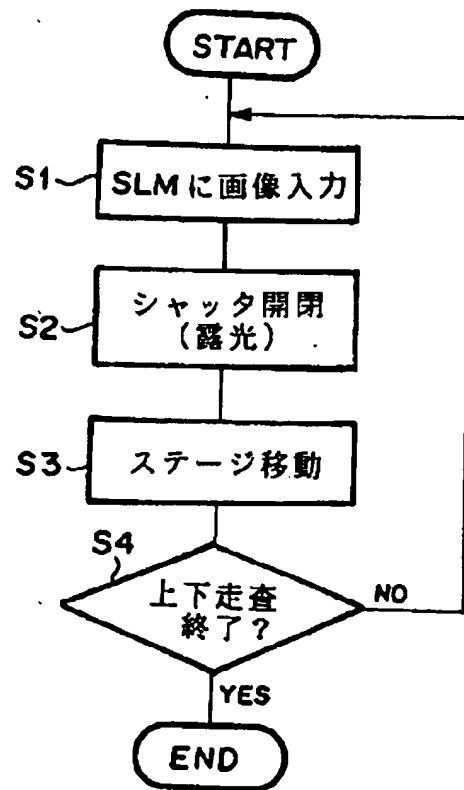 START
S1
SLMに画像入力
S2
シャッタ開閉
(露光)
S3
ステージ移動
S4
上下走査
終了?
NO
YES
END